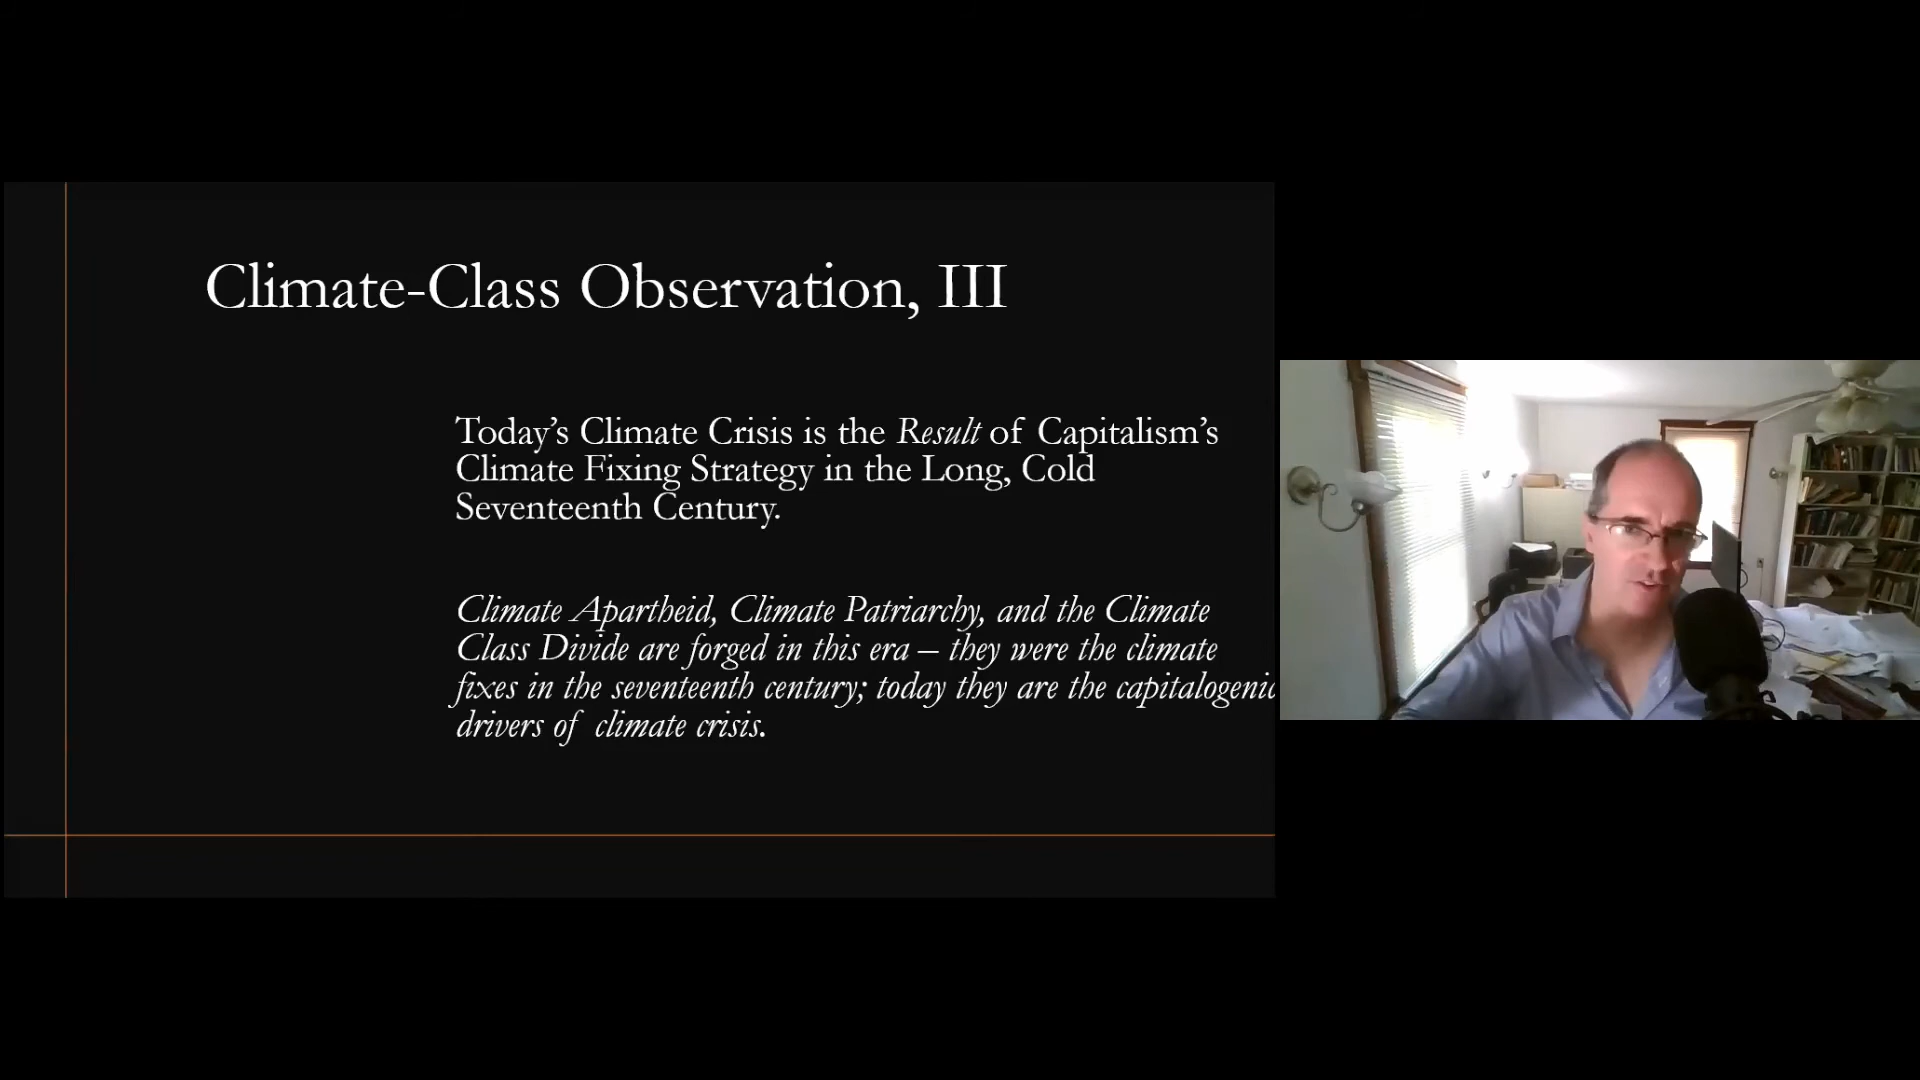 Climate-Class Observation, III
Today’s Climate Crisis is the Result of Capitalism’s
Climate Fixing Strategy in the Long, Cold
Seventeenth Century.
Climate Apartheid, Climate Patriarchy, and the Climate
Class Divide are forged in this era – they were the climate
fixes in the seventeenth century; today they are the capitalogenic
drivers of climate crisis.